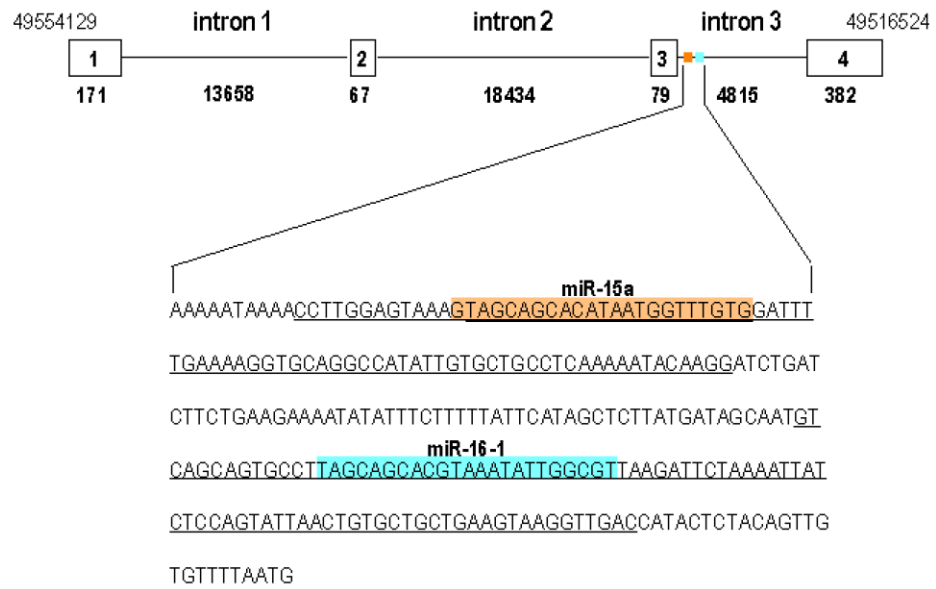 49554129 intron 1 intron 2 intron 3 49516524
1 2 3 4
171 13658 67 18434 79 4815 382
miR-15a
AAAAATAAAACCTTGGAGTAAAGTAGCAGCACATAATGGTTTGTGGATTT
TGAAAAGGTGCAGGCCATATTGTGCTGCCTCAAAAATACAAGGATCTGAT
CTTCTGAAGAAAATATATTTCTTTTTATTCATAGCTCTTATGATAGCAATGT
miR-16-1
CAGCAGTGCCTTAGCAGCACGTAAATATTGGCGTTAAGATTCTAAAATTAT
CTCCAGTATTAACTGTGCTGCTGAAGTAAGGTTGACCATACTCTACAGTTG
TGTTTTAATG